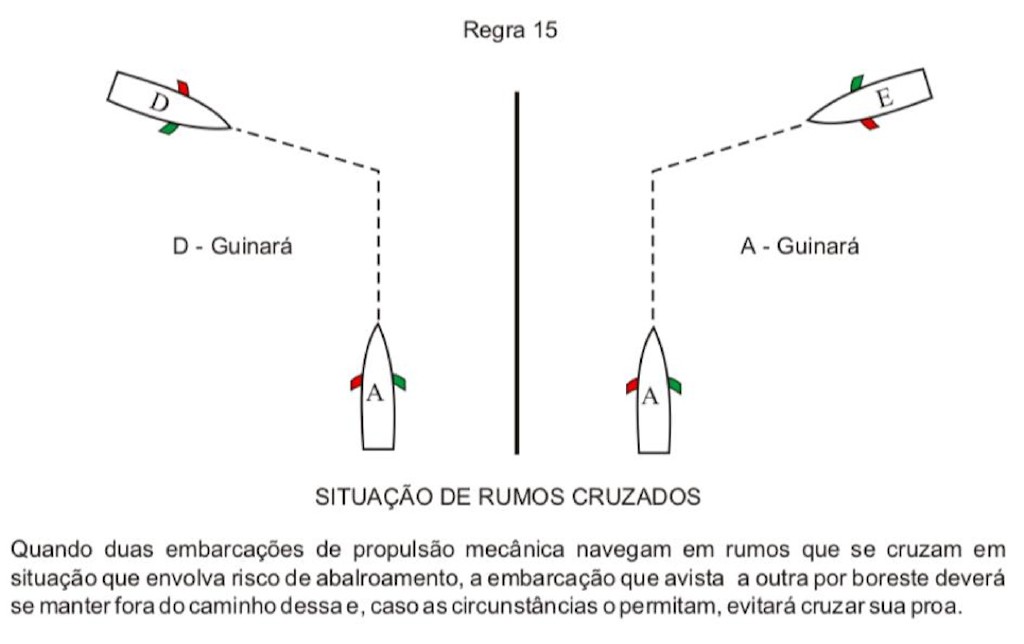 Regra 15
D
E
D - Guinará
A - Guinará
A
A
SITUAÇÃO DE RUMOS CRUZADOS
Quando duas embarcações de propulsão mecânica navegam em rumos que se cruzam em
situação que envolva risco de abalroamento, a embarcação que avista a outra por boreste deverá
se manter fora do caminho dessa e, caso as circunstâncias o permitam, evitará cruzar sua proa.